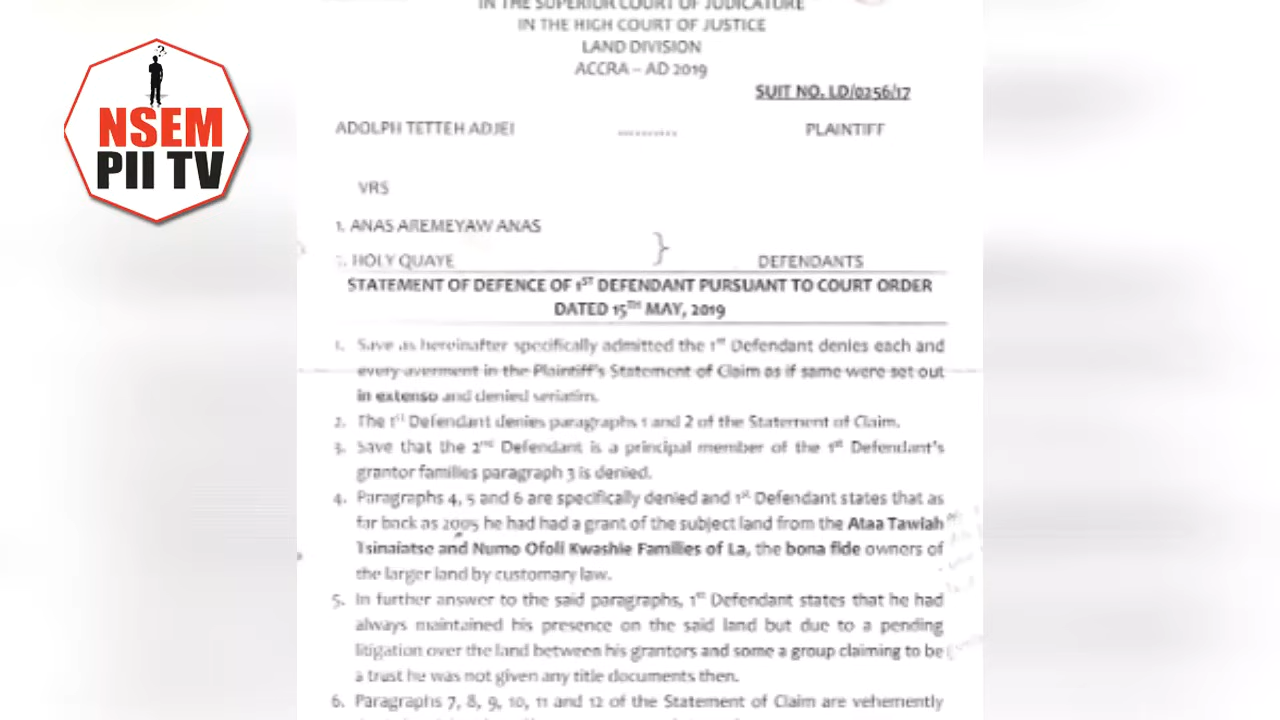 IN THE SUPERIOR COURT OF JUDICATURE
IN THE HIGH COURT OF JUSTICE
LAND DIVISION
ACCRA – AD 2019
SUIT NO. LD/0256/17
?
NSEM
PII TV
ADOLPH TETTEH ADJEI ............ PLAINTIFF
VRS
1. ANAS AREMEYAW ANAS
HOLY QUAYE } DEFENDANTS
STATEMENT OF DEFENCE OF 1ST DEFENDANT PURSUANT TO COURT ORDER
DATED 15TH MAY, 2019
1. Save as hereinafter specifically admitted the 1st Defendant denies each and
every averment in the Plaintiff's Statement of Claim as if same were set out
in extenso and denied seriatim.
2. The 1st Defendant denies paragraphs 1 and 2 of the Statement of Claim.
3. Save that the 2nd Defendant is a principal member of the 1st Defendant's
grantor families paragraph 3 is denied.
4. Paragraphs 4, 5 and 6 are specifically denied and 1st Defendant states that as
far back as 2005 he had had a grant of the subject land from the Ataa Tawiah
Tsinaiatse and Numo Ofoli Kwashie Families of La, the bona fide owners of
the larger land by customary law.
5. In further answer to the said paragraphs, 1st Defendant states that he had
always maintained his presence on the said land but due to a pending
litigation over the land between his grantors and some a group claiming to be
a trust he was not given any title documents then.
6. Paragraphs 7, 8, 9, 10, 11 and 12 of the Statement of Claim are vehemently